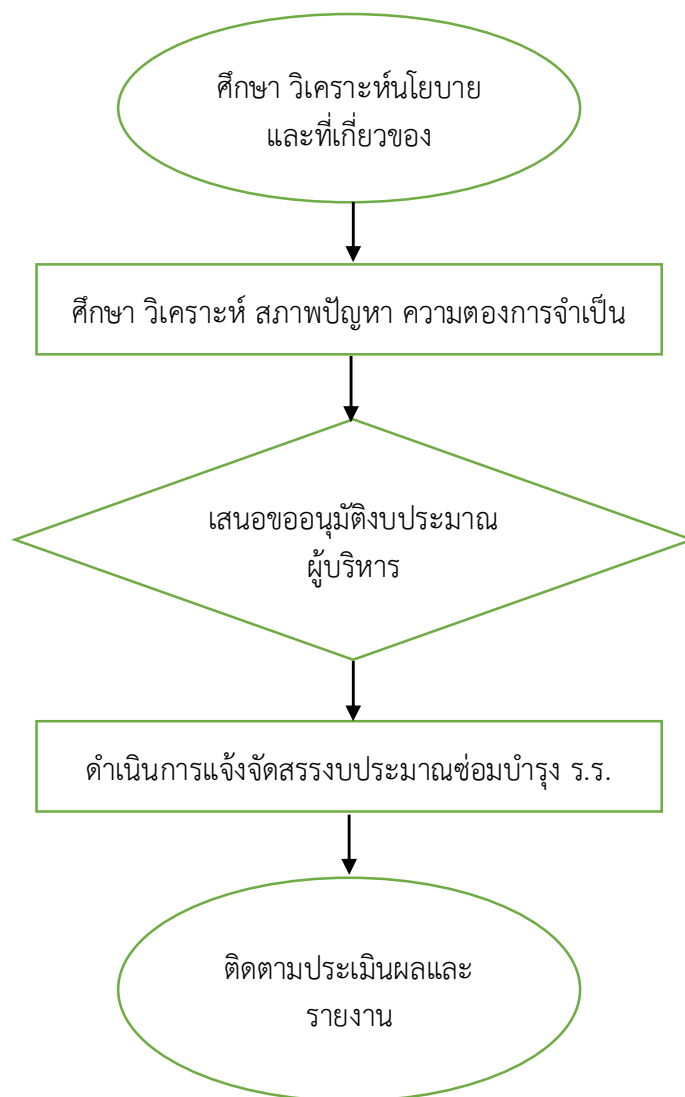 ศึกษา วิเคราะห์นโยบาย
และที่เกี่ยวของ
ศึกษา วิเคราะห์ สภาพปัญหา ความตองการจำเป็น
เสนอขออนุมัติงบประมาณ
ผู้บริหาร
ดำเนินการแจ้งจัดสรรงบประมาณซ่อมบำรุง ร.ร.
ติดตามประเมินผลและ
รายงาน